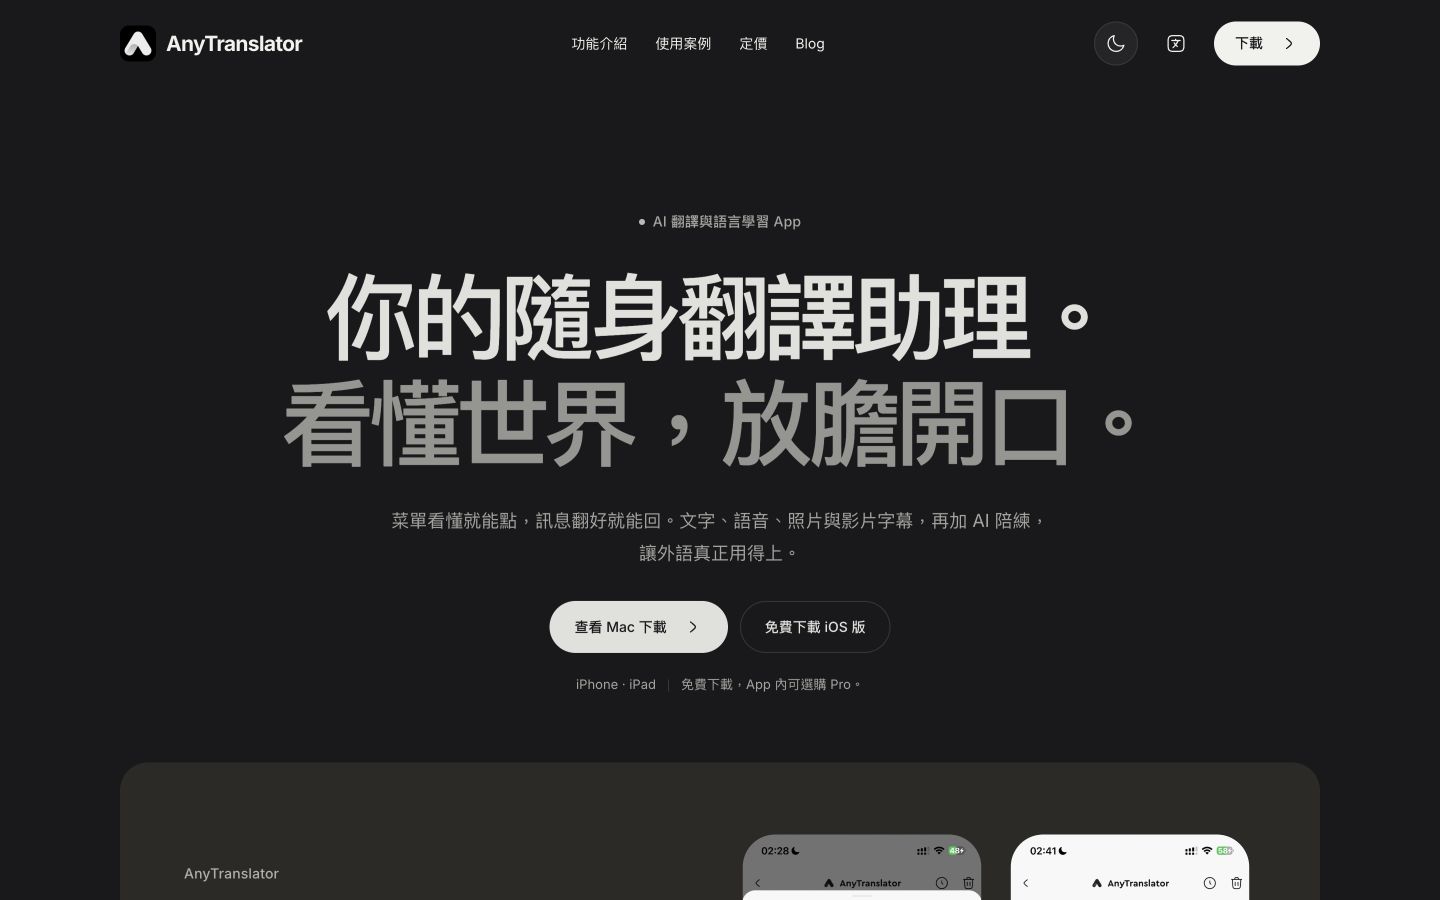 AnyTranslator
功能介紹
使用案例
定價
Blog
下載
AI 翻譯與語言學習 App
你的隨身翻譯助理。
看懂世界，放膽開口。
菜單看懂就能點，訊息翻好就能回。文字、語音、照片與影片字幕，再加 AI 陪練，
讓外語真正用得上。
查看 Mac 下載
免費下載 iOS 版
iPhone · iPad
免費下載，App 內可選購 Pro。
AnyTranslator
02:28
48
AnyTranslator
02:41
58
AnyTranslator